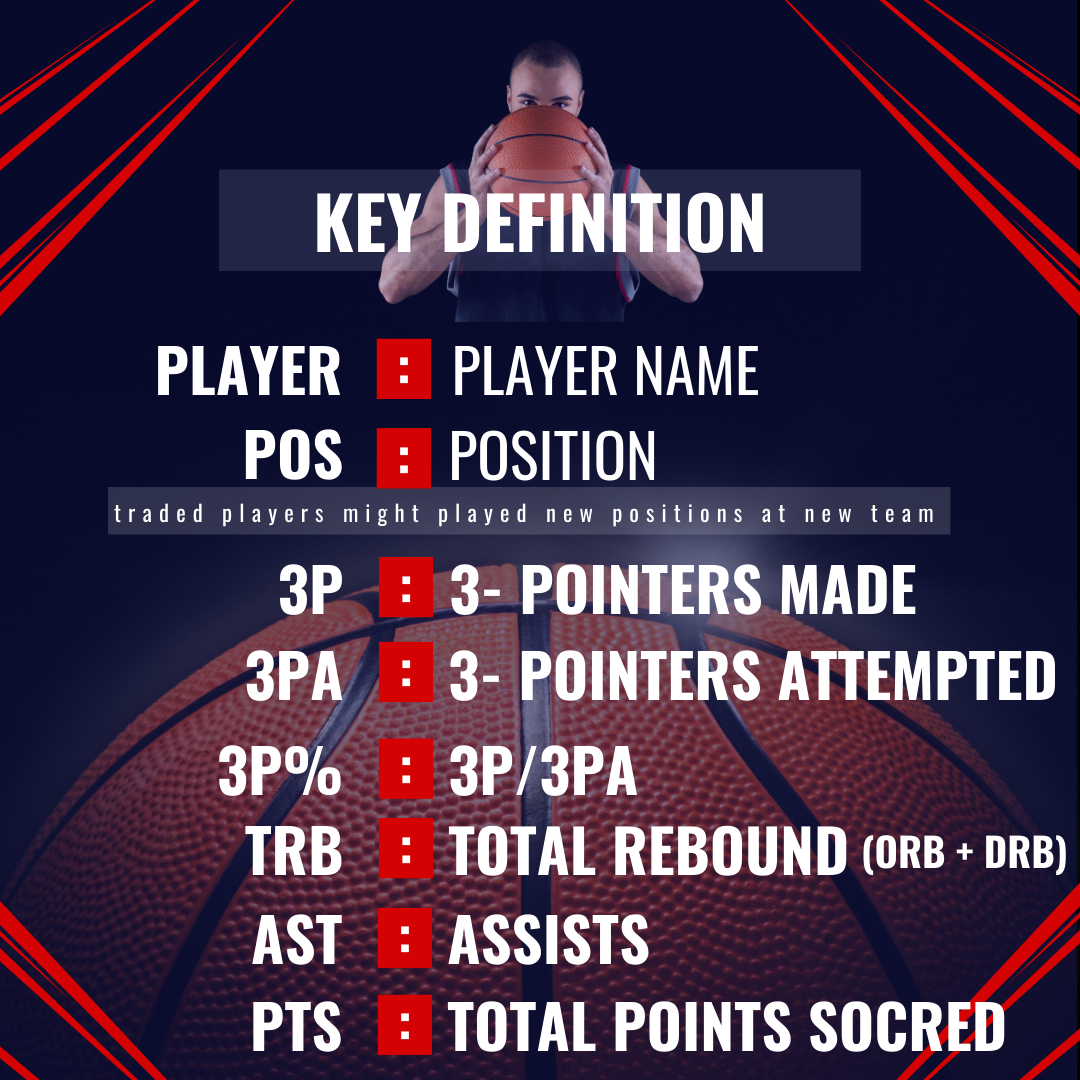 KEY DEFINITION
PLAYER : PLAYER NAME
POS : POSITION
traded players might played new positions at new team
3P : 3- POINTERS MADE
3PA : 3- POINTERS ATTEMPTED
3P% : 3P/3PA
TRB : TOTAL REBOUND (ORB + DRB)
AST : ASSISTS
PTS : TOTAL POINTS SOCRED